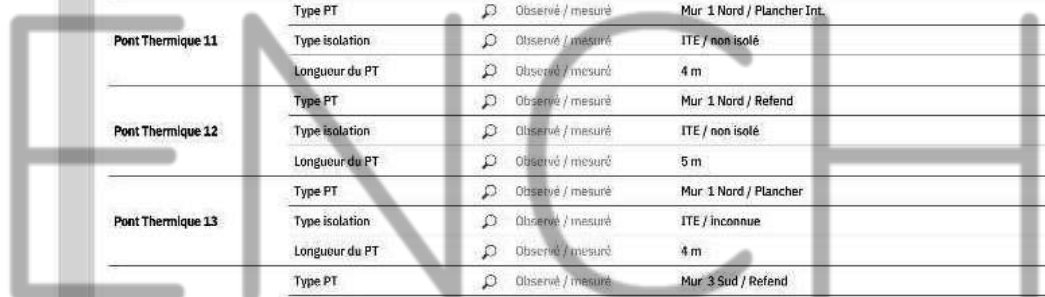 Type PT Observé / mesuré Mur 1 Nord / Plancher Int.
Pont Thermique 11 Type isolation Observé / mesuré ITE / non isolé
Longueur du PT Observé / mesuré 4 m
Type PT Observé / mesuré Mur 1 Nord / Refend
Pont Thermique 12 Type isolation Observé / mesuré ITE / non isolé
Longueur du PT Observé / mesuré 5 m
Type PT Observé / mesuré Mur 1 Nord / Plancher
Pont Thermique 13 Type isolation Observé / mesuré ITE / inconnue
Longueur du PT Observé / mesuré 4 m
Type PT Observé / mesuré Mur 3 Sud / Refend
ENCH